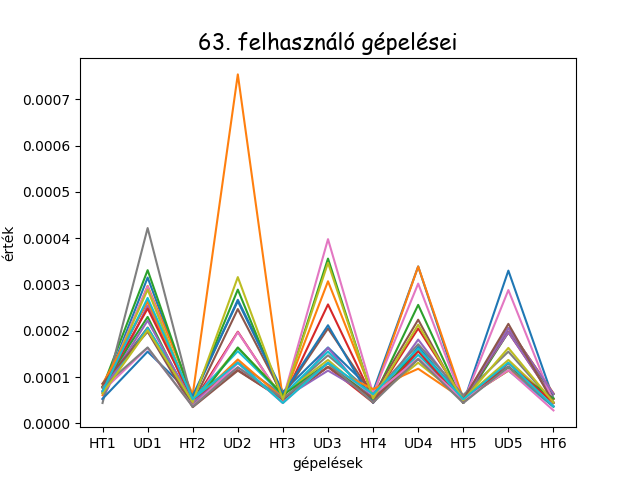 63. felhasználó gépelései
érték
0.0007
0.0006
0.0005
0.0004
0.0003
0.0002
0.0001
0.0000
HT1 UD1 HT2 UD2 HT3 UD3 HT4 UD4 HT5 UD5 HT6
gépelések